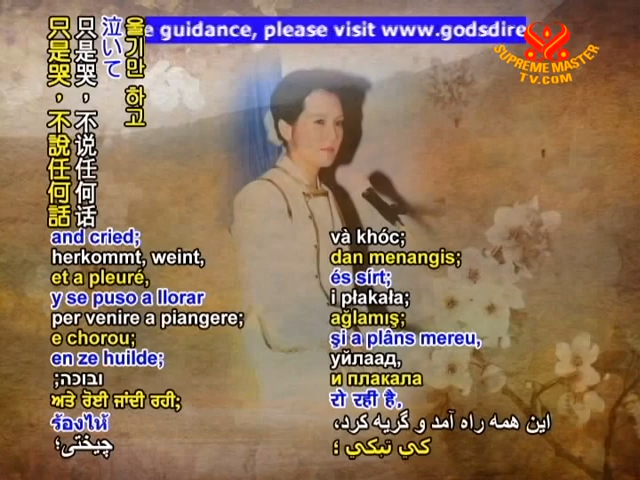 e guidance, please visit www.godsdire
SUPREME MASTER
TV.COM
只是哭，不說任何話
只是哭，不说任何话
泣いて
울기만 하고
and cried;
herkommt, weint,
et a pleuré,
y se puso a llorar
per venire a piangere;
e chorou;
en ze huilde;
ובוכה;
ਅਤੇ ਰੋਈ ਜਾਂਦੀ ਰਹੀ;
ร้องไห้
چیختی؛
và khóc;
dan menangis;
és sírt;
i płakała;
ağlamış;
şi a plâns mereu,
уйлаад,
и плакала
रो रही है.
این همه راه آمد و گریه کرد،
كي تبكي ؛